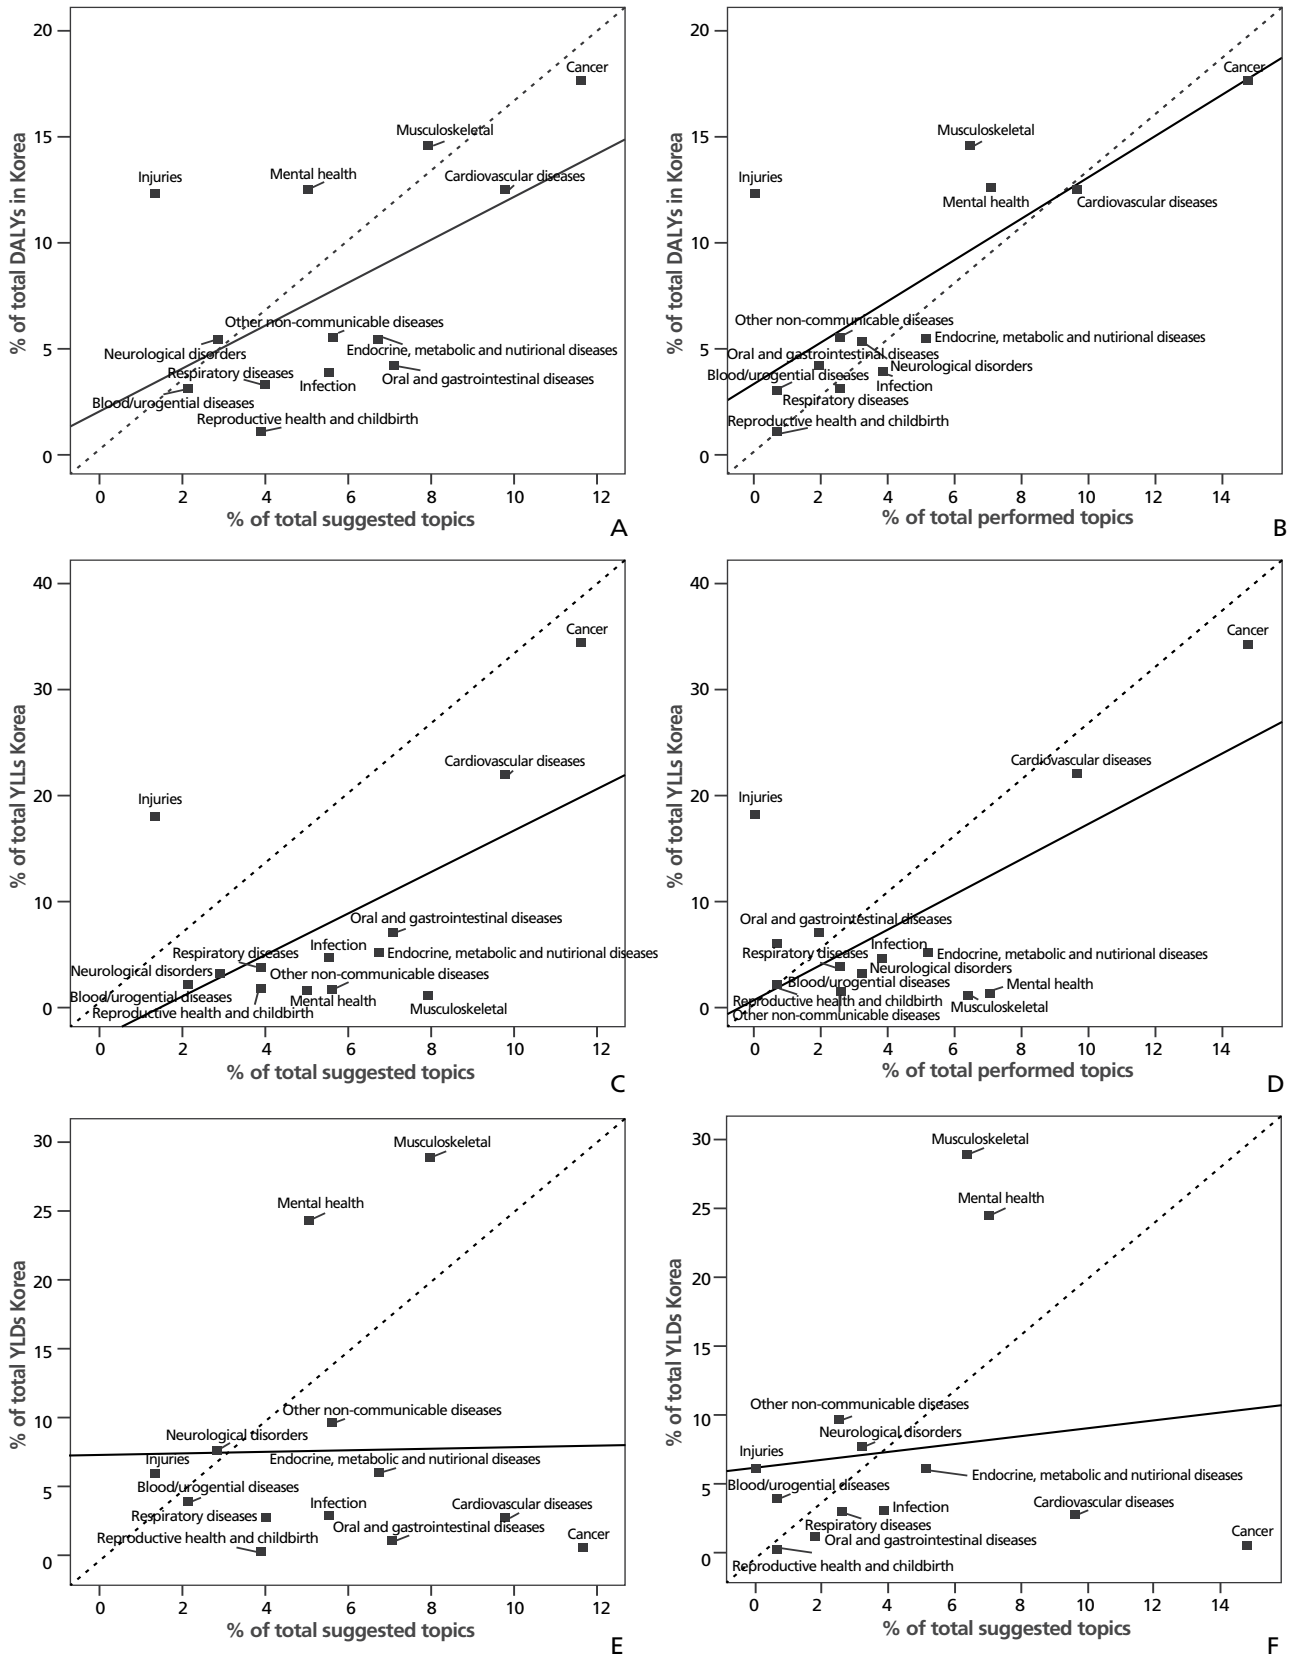 20
15
10
5
0
% of total DALYs in Korea
Cancer
Musculoskeletal
Injuries
Mental health
Cardiovascular diseases
Other non-communicable diseases
Neurological disorders
Endocrine, metabolic and nutirional diseases
Respiratory diseases
Infection
Oral and gastrointestinal diseases
Blood/urogential diseases
Reproductive health and childbirth
0 2 4 6 8 10 12
% of total suggested topics
A
20
15
10
5
0
% of total DALYs in Korea
Cancer
Musculoskeletal
Injuries
Mental health
Cardiovascular diseases
Other non-communicable diseases
Endocrine, metabolic and nutirional diseases
Oral and gastrointestinal diseases
Neurological disorders
Blood/urogential diseases
Infection
Respiratory diseases
Reproductive health and childbirth
0 2 4 6 8 10 12 14
% of total performed topics
B
40
30
20
10
0
% of total YLLs Korea
Cancer
Cardiovascular diseases
Injuries
Oral and gastrointestinal diseases
Infection
Respiratory diseases
Endocrine, metabolic and nutirional diseases
Neurological disorders
Other non-communicable diseases
Blood/urogential diseases
Mental health
Reproductive health and childbirth
Musculoskeletal
0 2 4 6 8 10 12
% of total suggested topics
C
40
30
20
10
0
% of total YLLs Korea
Cancer
Cardiovascular diseases
Injuries
Oral and gastrointestinal diseases
Infection
Respiratory diseases
Endocrine, metabolic and nutirional diseases
Neurological disorders
Blood/urogential diseases
Mental health
Reproductive health and childbirth
Musculoskeletal
Other non-communicable diseases
0 2 4 6 8 10 12 14
% of total performed topics
D
30
25
20
15
10
5
0
% of total YLDs Korea
Musculoskeletal
Mental health
Other non-communicable diseases
Neurological disorders
Injuries
Endocrine, metabolic and nutirional diseases
Blood/urogential diseases
Infection
Cardiovascular diseases
Respiratory diseases
Oral and gastrointestinal diseases
Reproductive health and childbirth
Cancer
0 2 4 6 8 10 12
% of total suggested topics
E
30
25
20
15
10
5
0
% of total YLDs Korea
Musculoskeletal
Mental health
Other non-communicable diseases
Neurological disorders
Injuries
Endocrine, metabolic and nutirional diseases
Blood/urogential diseases
Cardiovascular diseases
Infection
Respiratory diseases
Cancer
Oral and gastrointestinal diseases
Reproductive health and childbirth
0 2 4 6 8 10 12 14
% of total suggested topics
F